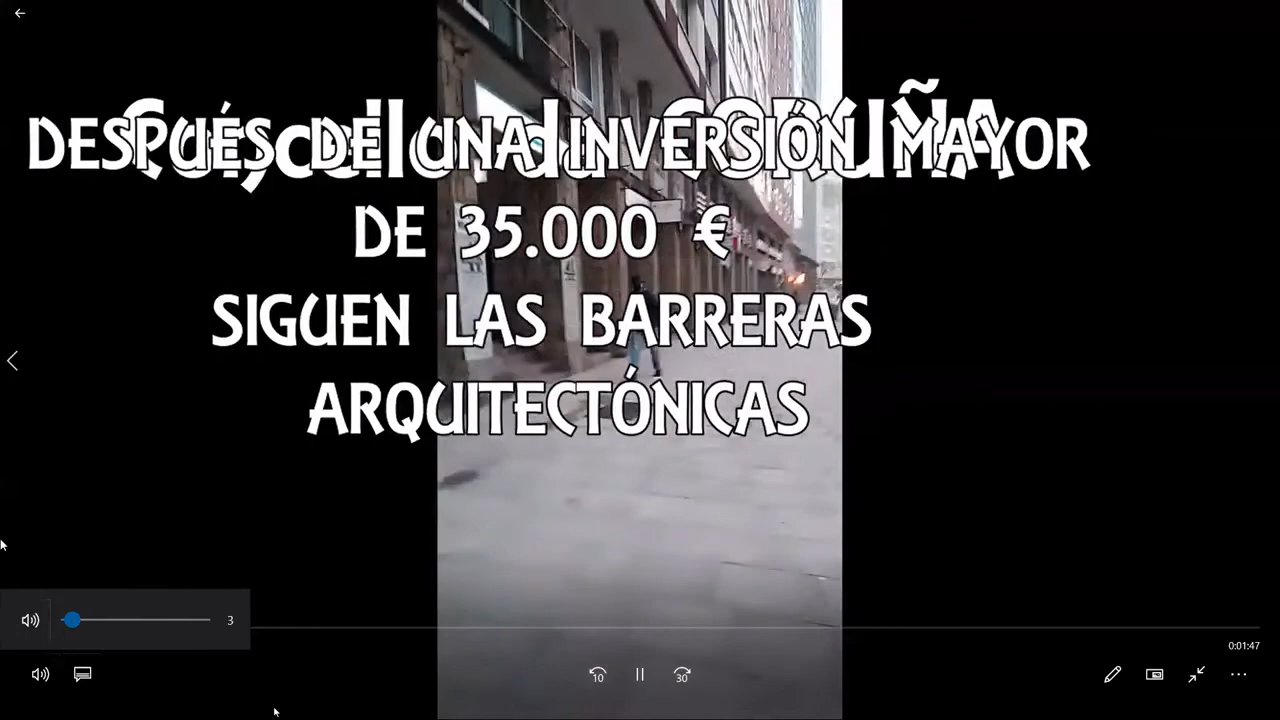 DESPUÉS DE UNA INVERSIÓN MAYOR
DE 35.000 €
SIGUEN LAS BARRERAS
ARQUITECTÓNICAS
3
0:01:47
10
30